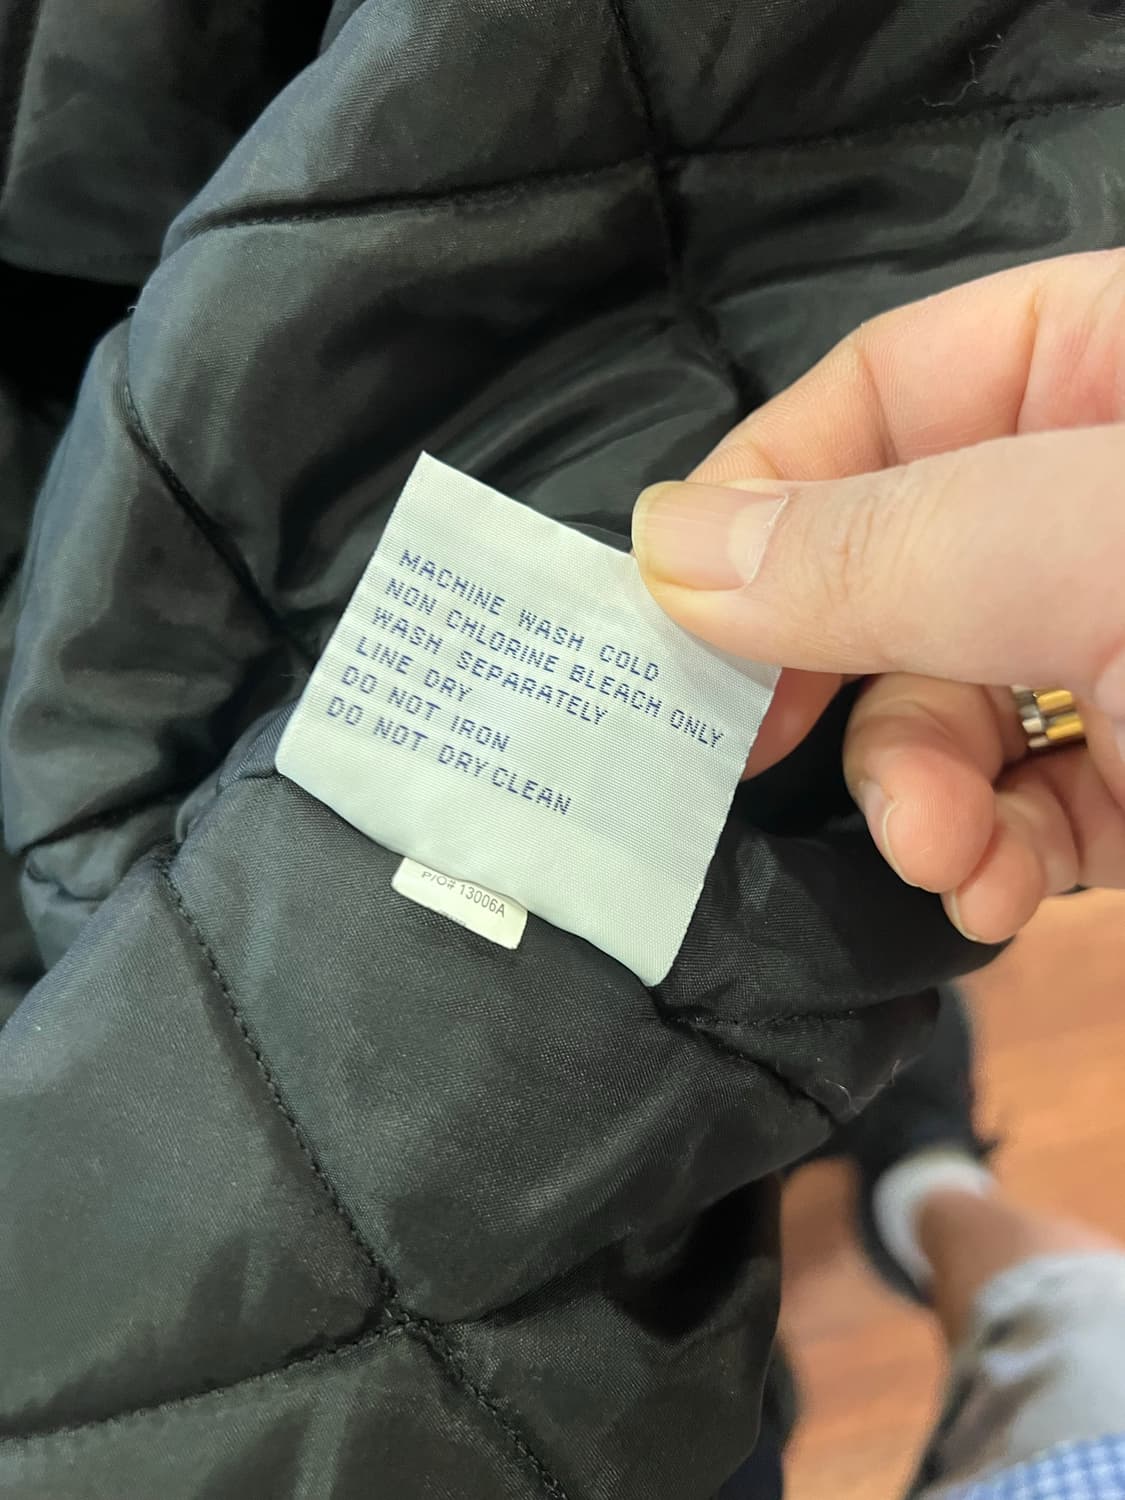 MACHINE WASH COLD
NON CHLORINE BLEACH ONLY
WASH SEPARATELY
LINE DRY
DO NOT IRON
DO NOT DRY CLEAN
P/O# 13006A